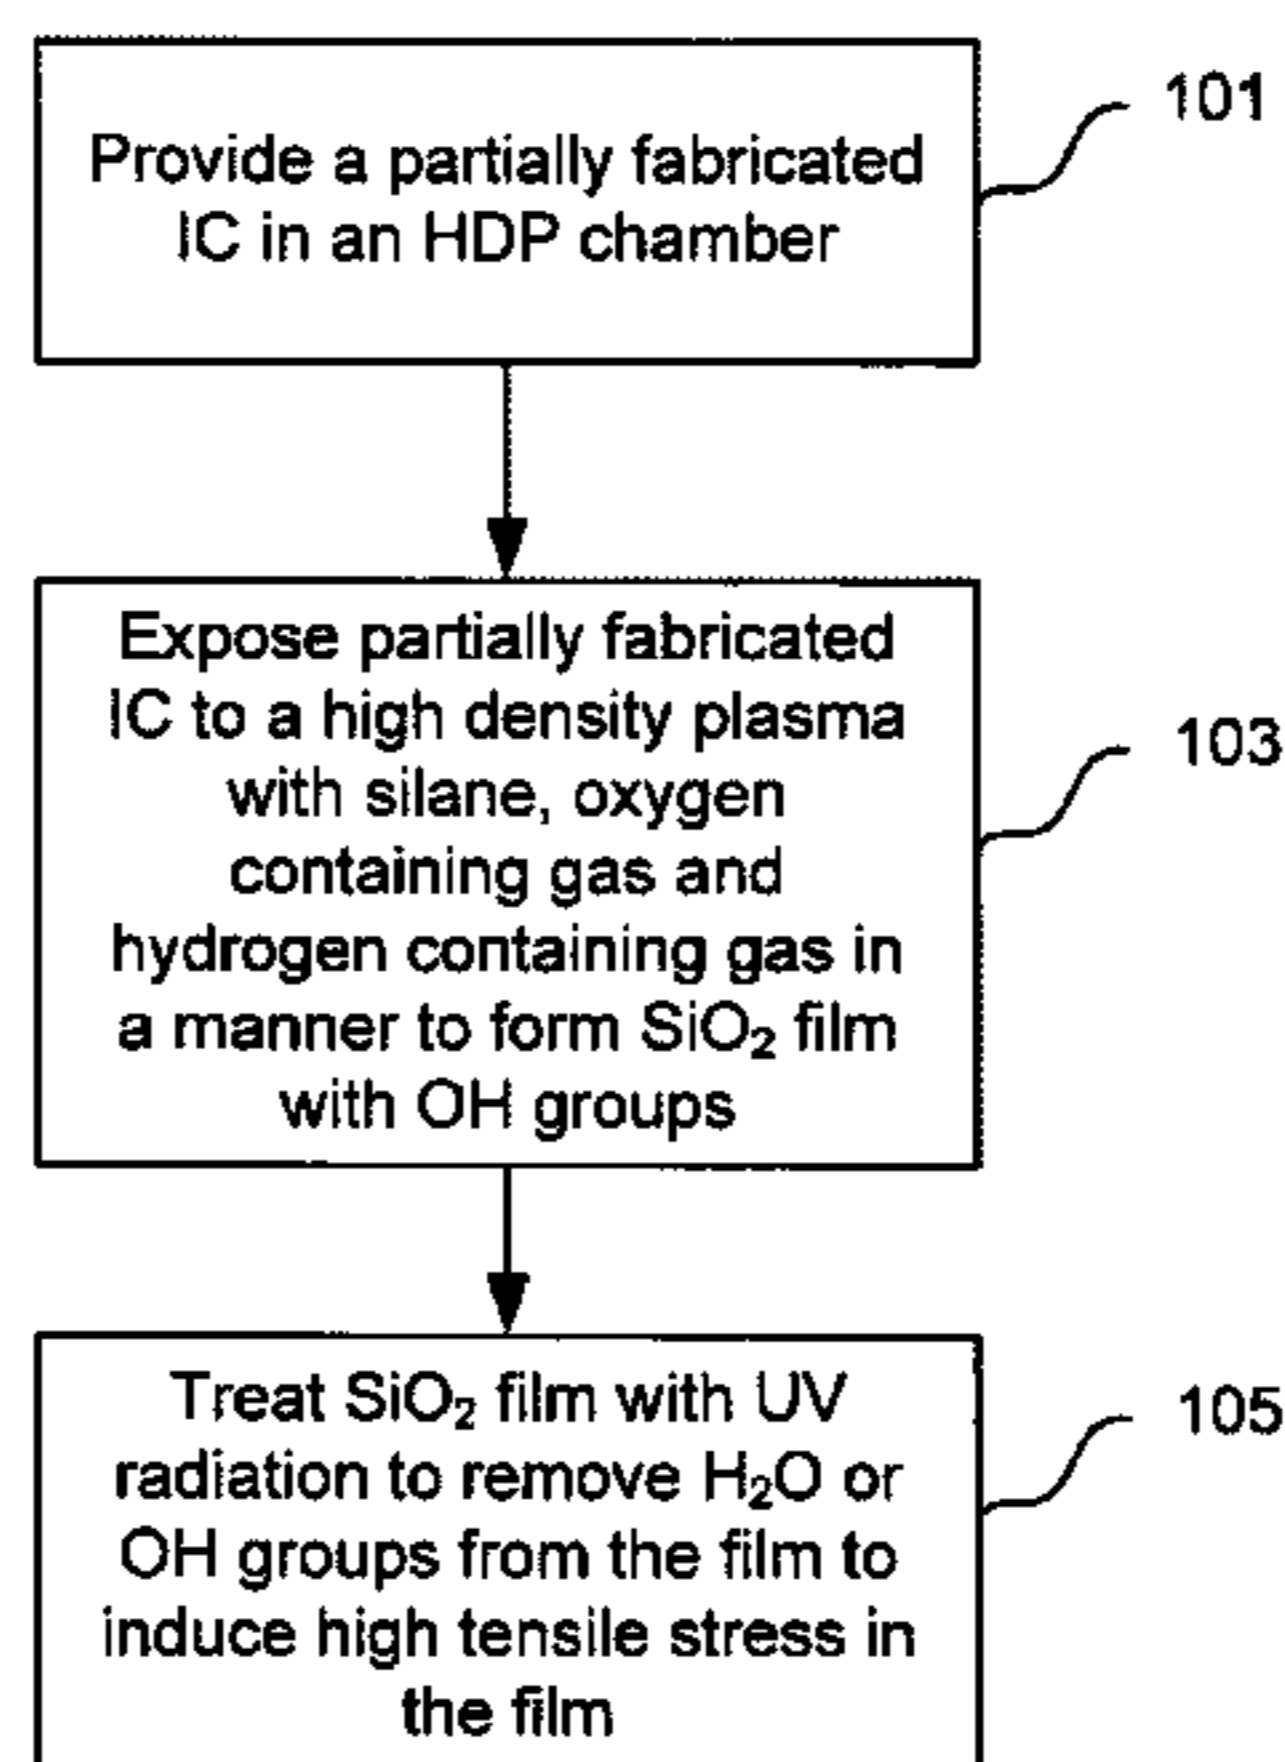 Provide a partially fabricated
IC in an HDP chamber
101
Expose partially fabricated
IC to a high density plasma
with silane, oxygen
containing gas and
hydrogen containing gas in
a manner to form SiO₂ film
with OH groups
103
Treat SiO₂ film with UV
radiation to remove H₂O or
OH groups from the film to
induce high tensile stress in
the film
105